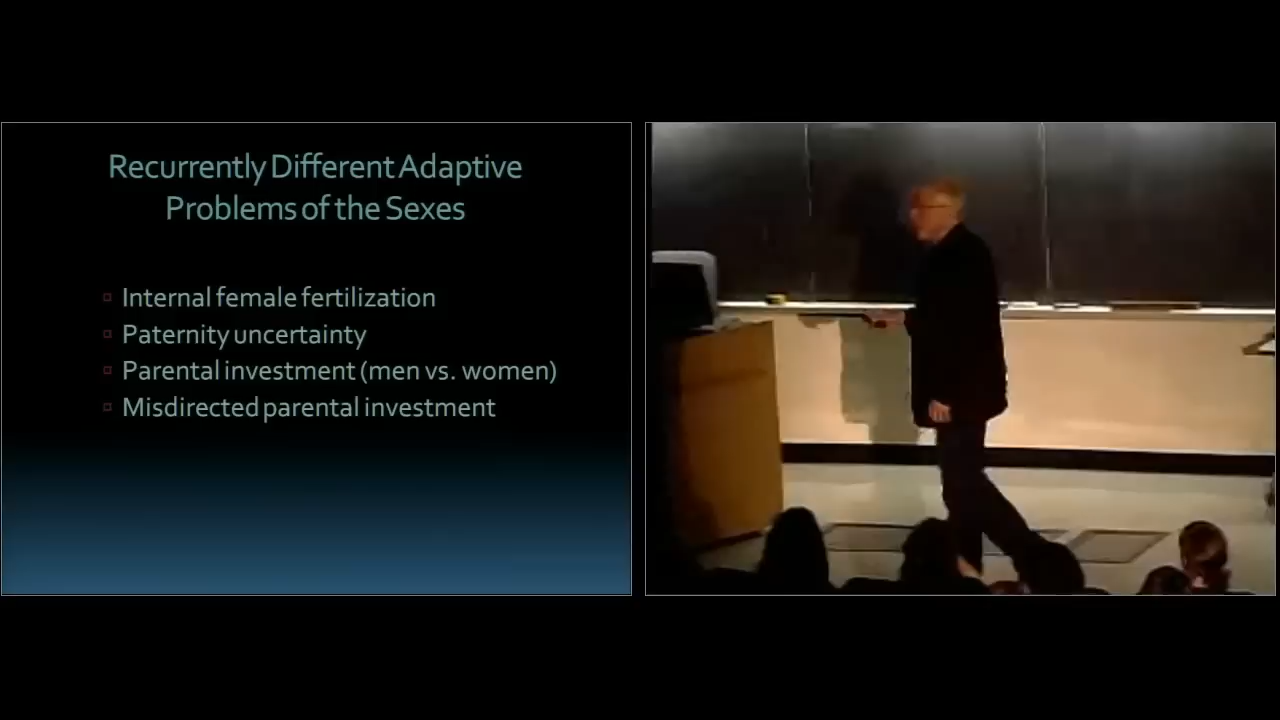 Recurrently Different Adaptive
Problems of the Sexes
Internal female fertilization
Paternity uncertainty
Parental investment (men vs. women)
Misdirected parental investment